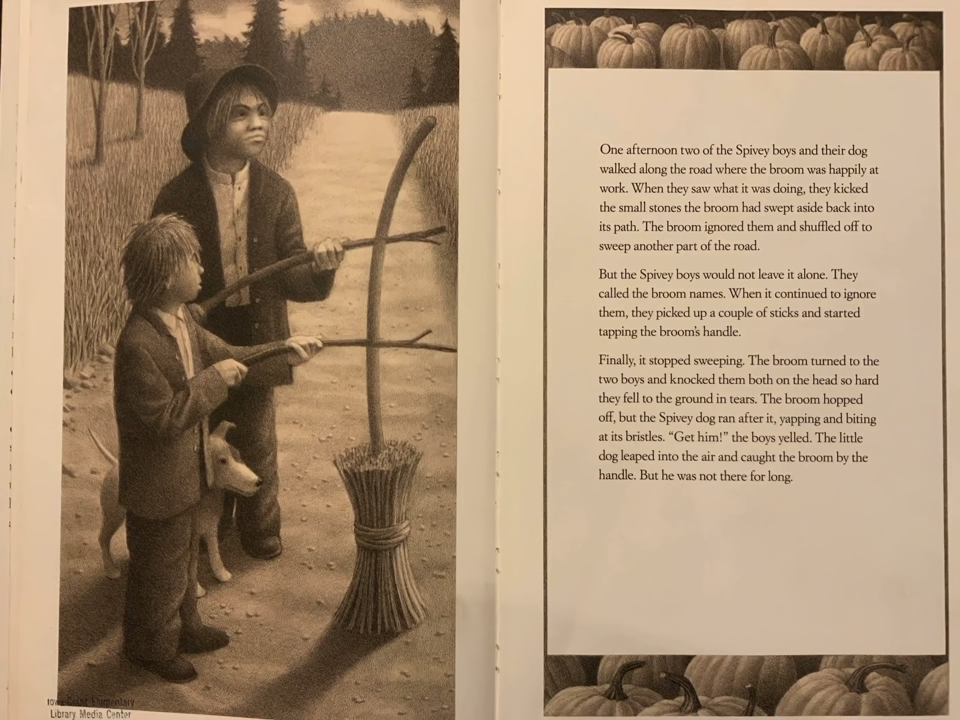 One afternoon two of the Spivey boys and their dog
walked along the road where the broom was happily at
work. When they saw what it was doing, they kicked
the small stones the broom had swept aside back into
its path. The broom ignored them and shuffled off to
sweep another part of the road.
But the Spivey boys would not leave it alone. They
called the broom names. When it continued to ignore
them, they picked up a couple of sticks and started
tapping the broom's handle.
Finally, it stopped sweeping. The broom turned to the
two boys and knocked them both on the head so hard
they fell to the ground in tears. The broom hopped
off, but the Spivey dog ran after it, yapping and biting
at its bristles. “Get him!” the boys yelled. The little
dog leaped into the air and caught the broom by the
handle. But he was not there for long.
Elementary
Library Media Center